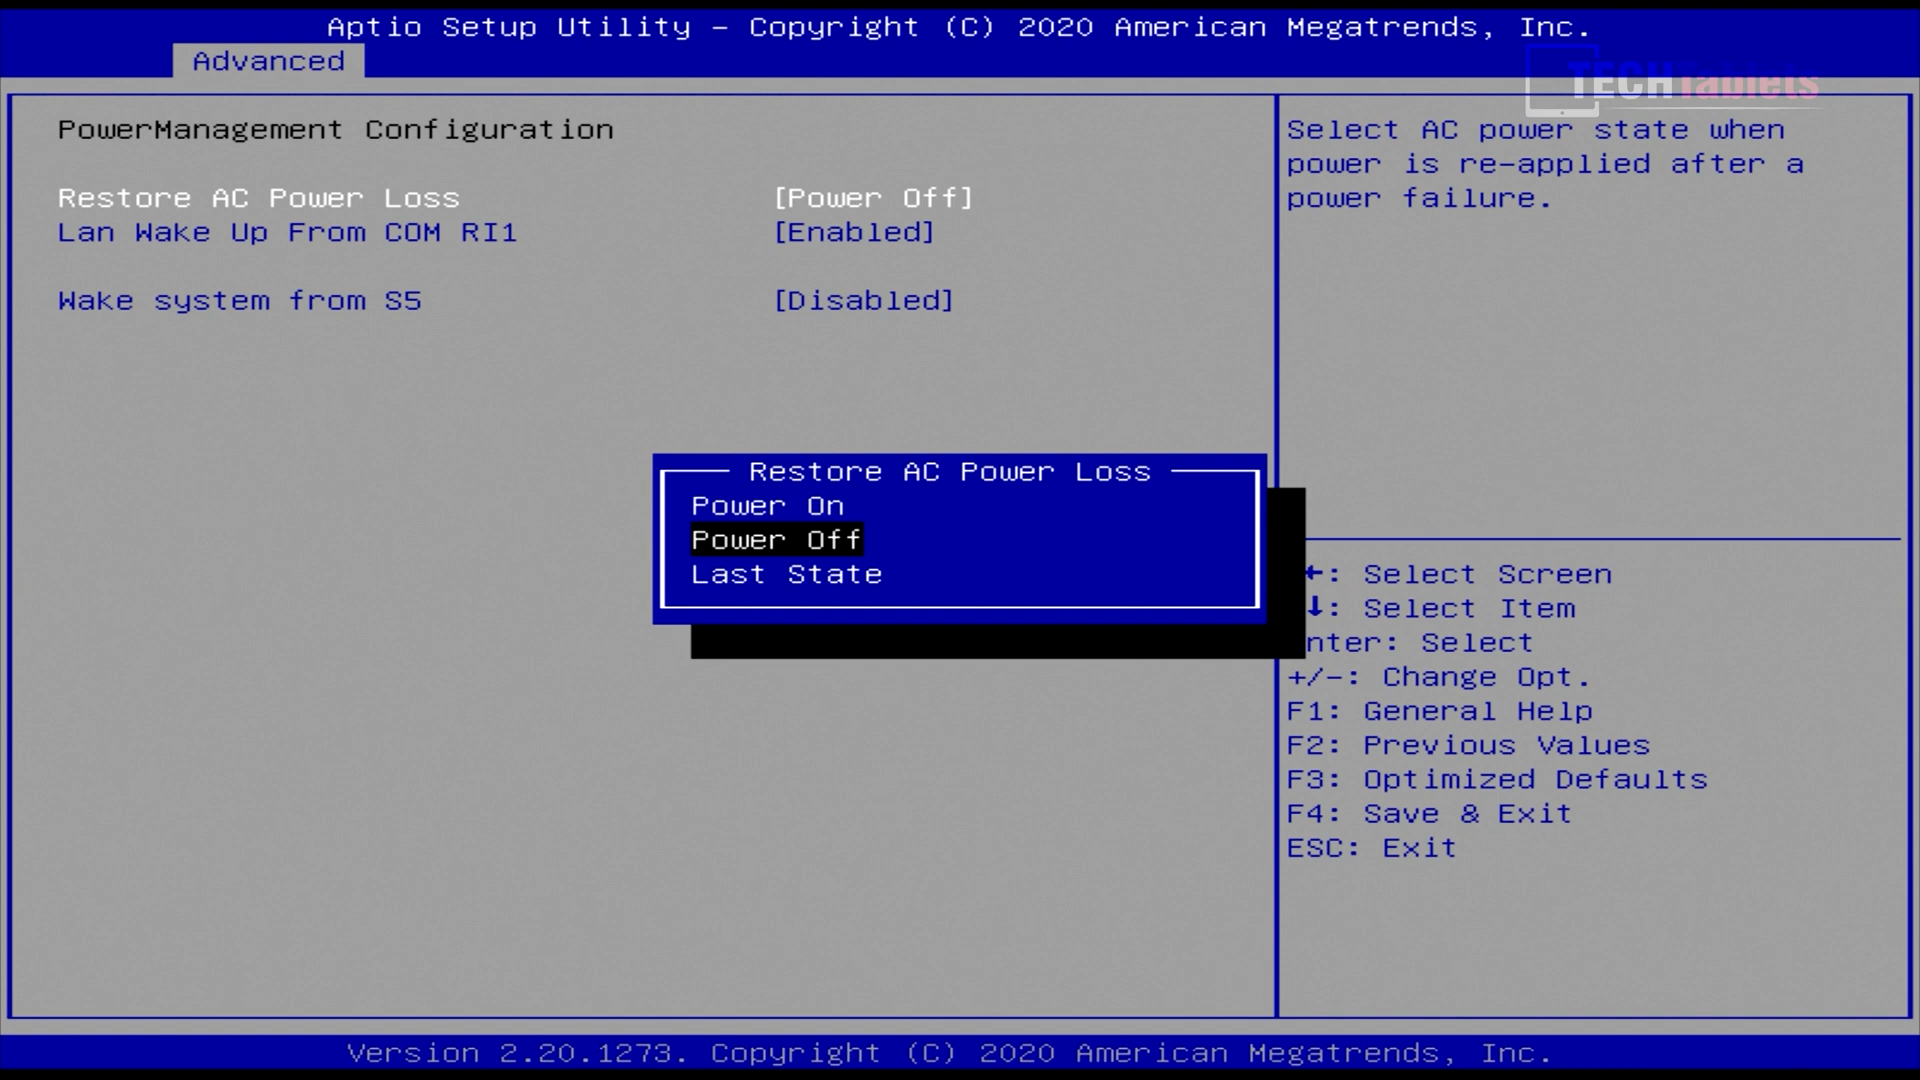 Aptio Setup Utility – Copyright (C) 2020 American Megatrends, Inc.
Advanced
TECHTablets
PowerManagement Configuration
Restore AC Power Loss [Power Off]
Lan Wake Up From COM RI1 [Enabled]
Wake system from S5 [Disabled]
Select AC power state when
power is re-applied after a
power failure.
Restore AC Power Loss
Power On
Power Off
Last State
←: Select Screen
↓: Select Item
nter: Select
+/-: Change Opt.
F1: General Help
F2: Previous Values
F3: Optimized Defaults
F4: Save & Exit
ESC: Exit
Version 2.20.1273. Copyright (C) 2020 American Megatrends, Inc.